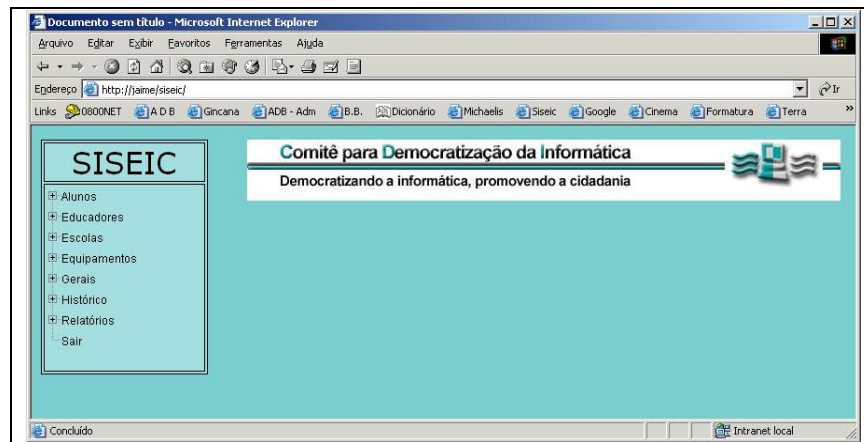 Documento sem título - Microsoft Internet Explorer
Arquivo Editar Exibir Favoritos Ferramentas Ajuda
Endereço http://jaime/siseic/ Ir
Links 0800NET A D B Gincana ADB - Adm B.B. Dicionário Michaelis Siseic Google Cinema Formatura Terra »
SISEIC
Alunos
Educadores
Escolas
Equipamentos
Gerais
Histórico
Relatórios
Sair
Comitê para Democratização da Informática
Democratizando a informática, promovendo a cidadania
Concluído Intranet local